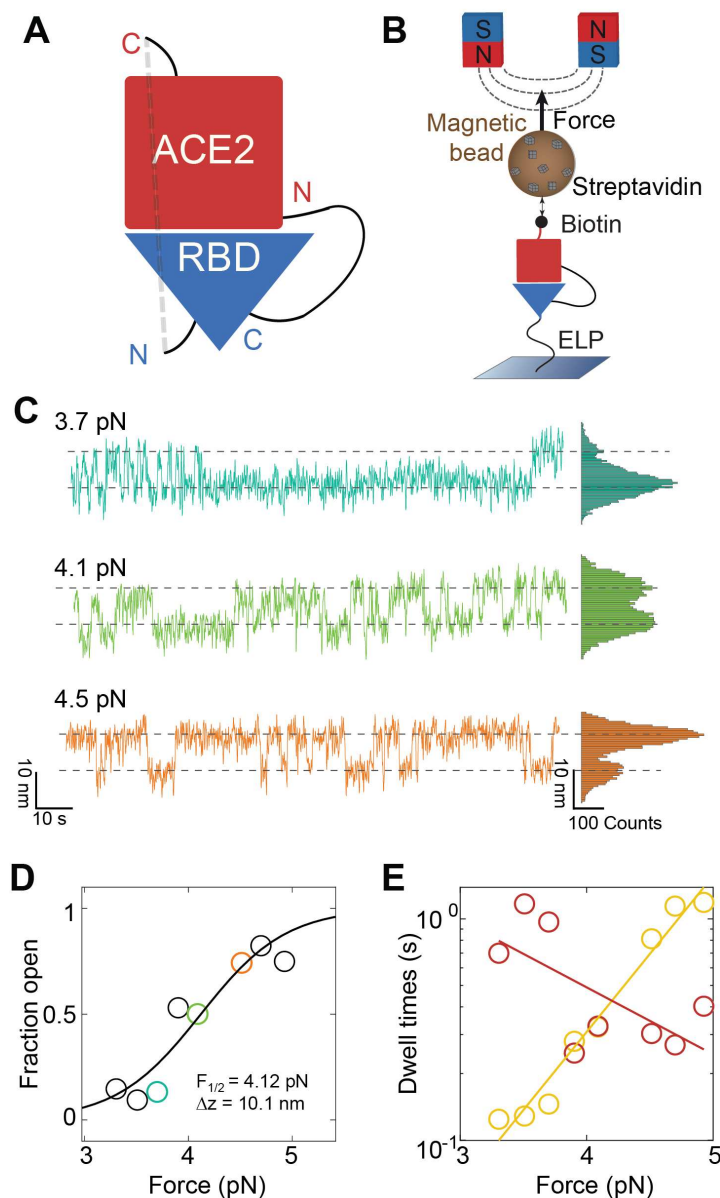 A
C
ACE2
N
RBD
N
C
B
S
N
N
S
Magnetic
bead
Force
Streptavidin
Biotin
ELP
C
3.7 pN
4.1 pN
4.5 pN
10 nm
10 s
10 nm
100 Counts
D
1
0.5
0
Fraction open
F1/2 = 4.12 pN
Δz = 10.1 nm
3
4
5
Force (pN)
E
10^0
10^-1
Dwell times (s)
3
4
5
Force (pN)